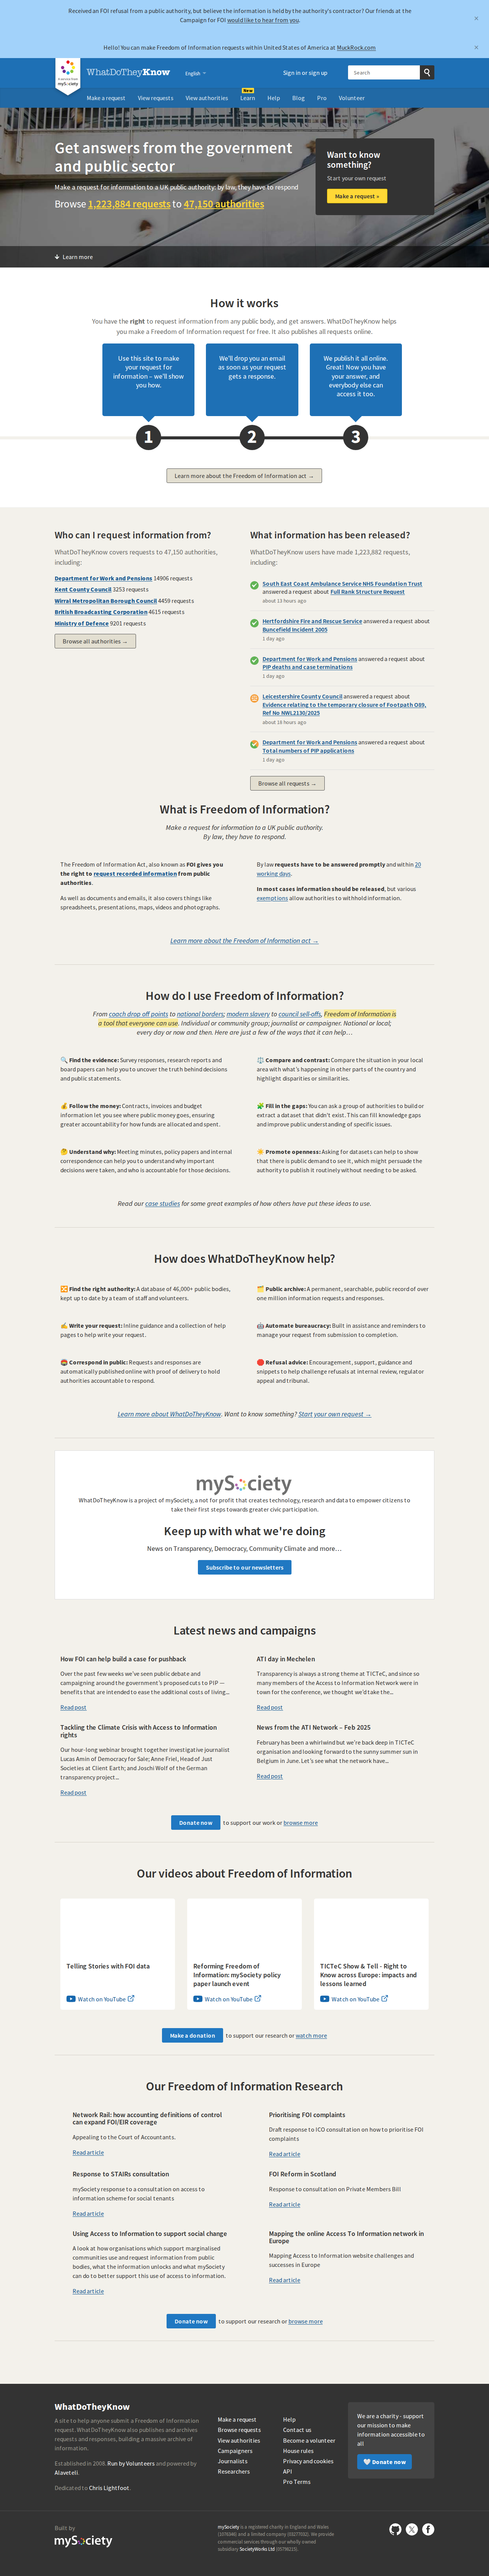 Received an FOI refusal from a public authority, but believe the information is held by the authority's contractor? Our friends at the
Campaign for FOI would like to hear from you.
×
Hello! You can make Freedom of Information requests within United States of America at MuckRock.com
×
mySociety
WhatDoTheyKnow
English
Sign in or sign up
Search
New
Make a request
View requests
View authorities
Learn
Help
Blog
Pro
Volunteer
Get answers from the government
and public sector
Make a request for information to a UK public authority: by law, they have to respond
Browse 1,223,884 requests to 47,150 authorities
Want to know
something?
Start your own request
Make a request »
Learn more
How it works
You have the right to request information from any public body, and get answers. WhatDoTheyKnow helps
you make a Freedom of Information request for free. It also publishes all requests online.
Use this site to make
your request for
information – we'll show
you how.
We'll drop you an email
as soon as your request
gets a response.
We publish it all online.
Great! Now you have
your answer, and
everybody else can
access it too.
1
2
3
Learn more about the Freedom of Information act →
Who can I request information from?
WhatDoTheyKnow covers requests to 47,150 authorities,
including:
Department for Work and Pensions 14906 requests
Kent County Council 3253 requests
Wirral Metropolitan Borough Council 4459 requests
British Broadcasting Corporation 4615 requests
Ministry of Defence 9201 requests
Browse all authorities →
What information has been released?
WhatDoTheyKnow users have made 1,223,882 requests,
including:
South East Coast Ambulance Service NHS Foundation Trust
answered a request about Full Rank Structure Request
about 13 hours ago
Hertfordshire Fire and Rescue Service answered a request about
Buncefield Incident 2005
1 day ago
Department for Work and Pensions answered a request about
PIP deaths and case terminations
1 day ago
Leicestershire County Council answered a request about
Evidence relating to the temporary closure of Footpath O89,
Ref No NWL2130/2025
about 16 hours ago
Department for Work and Pensions answered a request about
Total numbers of PIP applications
1 day ago
Browse all requests →
What is Freedom of Information?
Make a request for information to a UK public authority.
By law, they have to respond.
The Freedom of Information Act, also known as FOI gives you
the right to request recorded information from public
authorities.
As well as documents and emails, it also covers things like
spreadsheets, presentations, maps, videos and photographs.
By law requests have to be answered promptly and within 20
working days.
In most cases information should be released, but various
exemptions allow authorities to withhold information.
Learn more about the Freedom of Information act →
How do I use Freedom of Information?
From coach drop off points to national borders; modern slavery to council sell-offs, Freedom of Information is
a tool that everyone can use. Individual or community group; journalist or campaigner. National or local;
every day or now and then. Here are just a few of the ways that it can help…
Find the evidence: Survey responses, research reports and
board papers can help you to uncover the truth behind decisions
and public statements.
Compare and contrast: Compare the situation in your local
area with what's happening in other parts of the country and
highlight disparities or similarities.
Follow the money: Contracts, invoices and budget
information let you see where public money goes, ensuring
greater accountability for how funds are allocated and spent.
Fill in the gaps: You can ask a group of authorities to build or
extract a dataset that didn't exist. This can fill knowledge gaps
and improve public understanding of specific issues.
Understand why: Meeting minutes, policy papers and internal
correspondence can help you to understand why important
decisions were taken, and who is accountable for those decisions.
Promote openness: Asking for datasets can help to show
that there is public demand to see it, which might persuade the
authority to publish it routinely without needing to be asked.
Read our case studies for some great examples of how others have put these ideas to use.
How does WhatDoTheyKnow help?
Find the right authority: A database of 46,000+ public bodies,
kept up to date by a team of staff and volunteers.
Public archive: A permanent, searchable, public record of over
one million information requests and responses.
Write your request: Inline guidance and a collection of help
pages to help write your request.
Automate bureaucracy: Built in assistance and reminders to
manage your request from submission to completion.
Correspond in public: Requests and responses are
automatically published online with proof of delivery to hold
authorities accountable to respond.
Refusal advice: Encouragement, support, guidance and
snippets to help challenge refusals at internal review, regulator
appeal and tribunal.
Learn more about WhatDoTheyKnow. Want to know something? Start your own request →
mySociety
WhatDoTheyKnow is a project of mySociety, a not for profit that creates technology, research and data to empower citizens to
take their first steps towards greater civic participation.
Keep up with what we're doing
News on Transparency, Democracy, Community Climate and more…
Subscribe to our newsletters
Latest news and campaigns
How FOI can help build a case for pushback
Over the past few weeks we've seen public debate and
campaigning around the government's proposed cuts to PIP —
benefits that are intended to ease the additional costs of living...
Read post
ATI day in Mechelen
Transparency is always a strong theme at TICTeC, and since so
many members of the Access to Information Network were in
town for the conference, we thought we'd take the...
Read post
Tackling the Climate Crisis with Access to Information
rights
Our hour-long webinar brought together investigative journalist
Lucas Amin of Democracy for Sale; Anne Friel, Head of Just
Societies at Client Earth; and Joschi Wolf of the German
transparency project...
Read post
News from the ATI Network – Feb 2025
February has been a whirlwind but we're back deep in TICTeC
organisation and looking forward to the sunny summer sun in
Belgium in June. Let's see what the network have...
Read post
Donate now to support our work or browse more
Our videos about Freedom of Information
Telling Stories with FOI data
Watch on YouTube
Reforming Freedom of
Information: mySociety policy
paper launch event
Watch on YouTube
TICTeC Show & Tell - Right to
Know across Europe: impacts and
lessons learned
Watch on YouTube
Make a donation to support our research or watch more
Our Freedom of Information Research
Network Rail: how accounting definitions of control
can expand FOI/EIR coverage
Appealing to the Court of Accountants.
Read article
Prioritising FOI complaints
Draft response to ICO consultation on how to prioritise FOI
complaints
Read article
Response to STAIRs consultation
mySociety response to a consultation on access to
information scheme for social tenants
Read article
FOI Reform in Scotland
Response to consultation on Private Members Bill
Read article
Using Access to Information to support social change
A look at how organisations which support marginalised
communities use and request information from public
bodies, what the information unlocks and what mySociety
can do to better support this use of access to information.
Read article
Mapping the online Access To Information network in
Europe
Mapping Access to Information website challenges and
successes in Europe
Read article
Donate now to support our research or browse more
WhatDoTheyKnow
A site to help anyone submit a Freedom of Information
request. WhatDoTheyKnow also publishes and archives
requests and responses, building a massive archive of
information.
Established in 2008. Run by Volunteers and powered by
Alaveteli.
Dedicated to Chris Lightfoot.
Make a request
Browse requests
View authorities
Campaigners
Journalists
Researchers
Help
Contact us
Become a volunteer
House rules
Privacy and cookies
API
Pro Terms
We are a charity - support
our mission to make
information accessible to
all
Donate now
Built by
mySociety
mySociety is a registered charity in England and Wales
(1076346) and a limited company (03277032). We provide
commercial services through our wholly owned
subsidiary SocietyWorks Ltd (05798215).